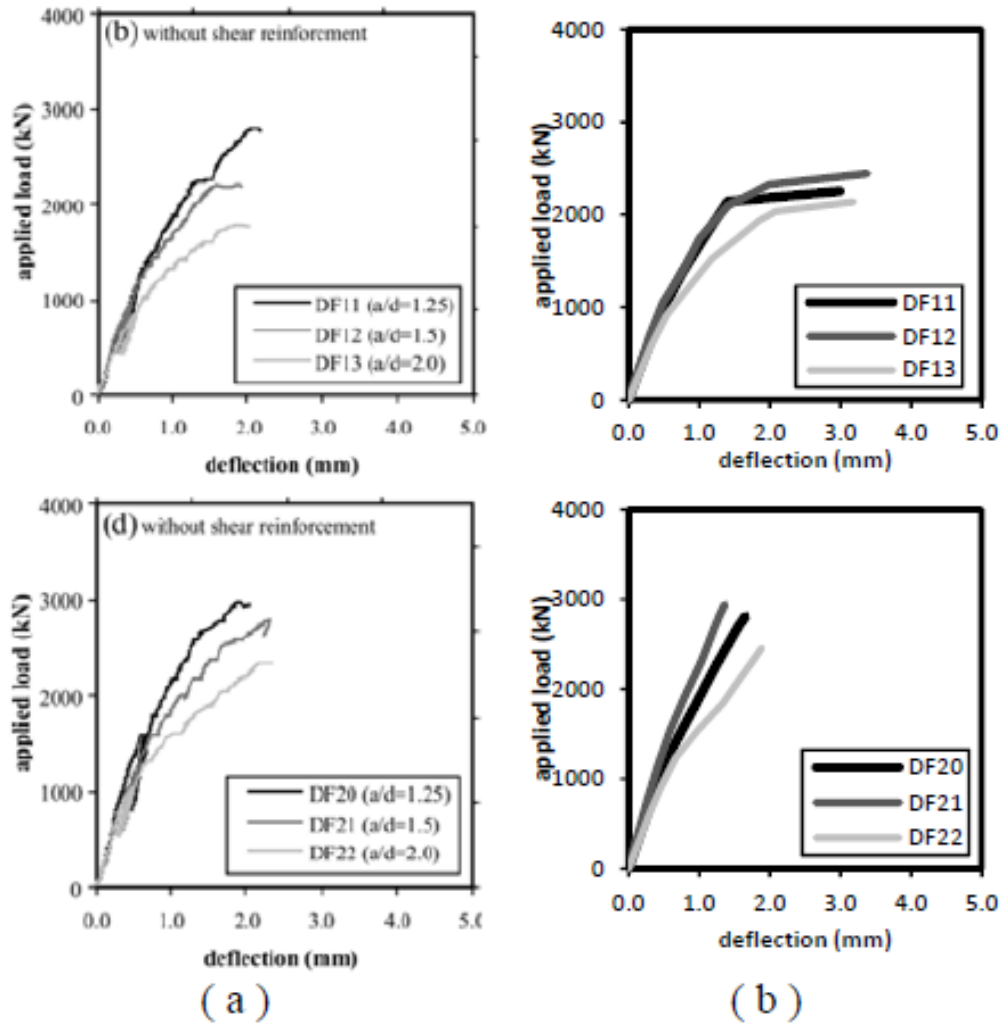 (b) without shear reinforcement
4000
3000
2000
1000
0
applied load (kN)
DF11 (a/d=1.25)
DF12 (a/d=1.5)
DF13 (a/d=2.0)
0.0 1.0 2.0 3.0 4.0 5.0
deflection (mm)
4000
3000
2000
1000
0
applied load (kN)
DF11
DF12
DF13
0.0 1.0 2.0 3.0 4.0 5.0
deflection (mm)
(d) without shear reinforcement
4000
3000
2000
1000
0
applied load (kN)
DF20 (a/d=1.25)
DF21 (a/d=1.5)
DF22 (a/d=2.0)
0.0 1.0 2.0 3.0 4.0 5.0
deflection (mm)
4000
3000
2000
1000
0
applied load (kN)
DF20
DF21
DF22
0.0 1.0 2.0 3.0 4.0 5.0
deflection (mm)
( a )
( b )